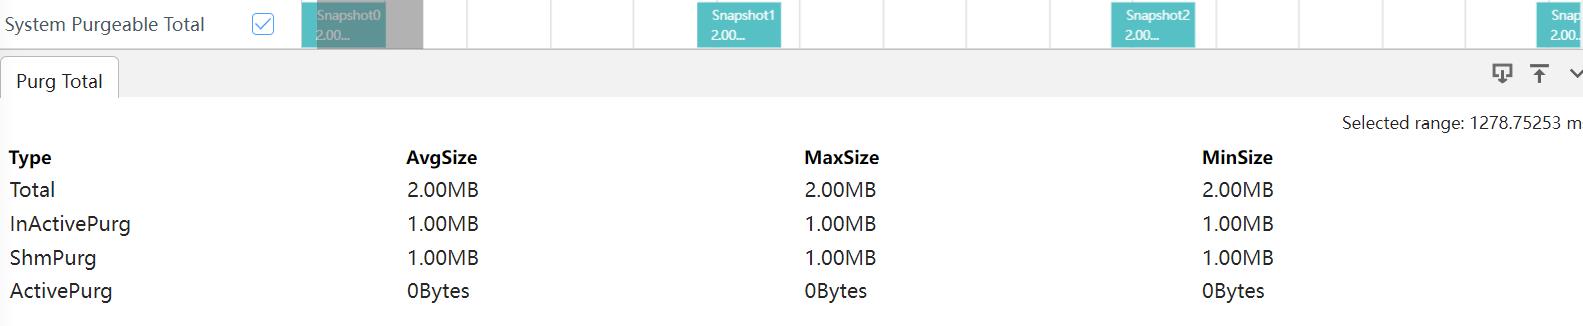 System Purgeable Total
Snapshot0
2.00...
Snapshot1
2.00...
Snapshot2
2.00...
Snap
2.00..
Purg Total
Selected range: 1278.75253 m
Type AvgSize MaxSize MinSize
Total 2.00MB 2.00MB 2.00MB
InActivePurg 1.00MB 1.00MB 1.00MB
ShmPurg 1.00MB 1.00MB 1.00MB
ActivePurg 0Bytes 0Bytes 0Bytes